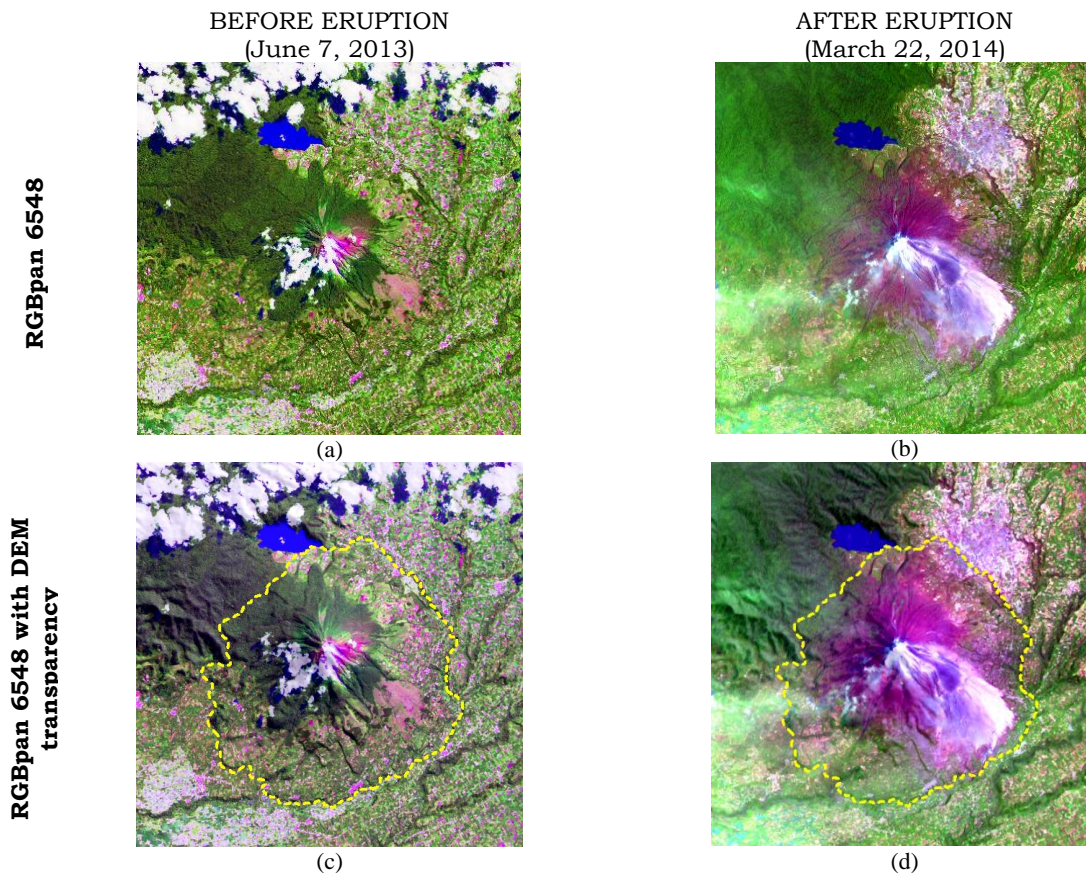 BEFORE ERUPTION
(June 7, 2013)
AFTER ERUPTION
(March 22, 2014)
RGBpan 6548
(a)
(b)
RGBpan 6548 with DEM
transparency
(c)
(d)